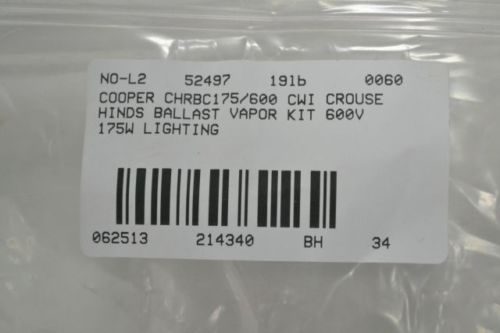 NO-L2 52497 19lb 0060
COOPER CHRBC175/600 CWI CROUSE
HINDS BALLAST VAPOR KIT 600V
175W LIGHTING
062513 214340 BH 34